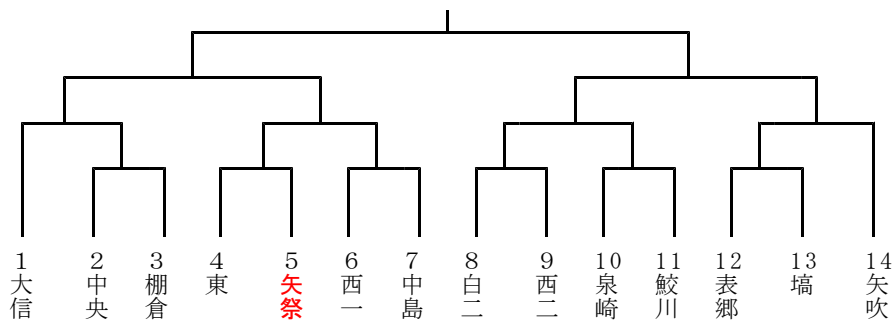 1 大信
2 中央
3 棚倉
4 東
5 矢祭
6 西一
7 中島
8 白二
9 西二
10 泉崎
11 鮫川
12 表郷
13 塙
14 矢吹